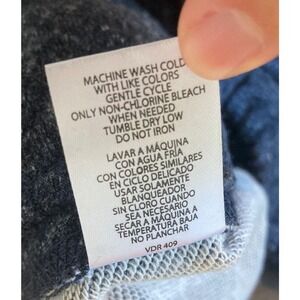 MACHINE WASH COLD
WITH LIKE COLORS
GENTLE CYCLE
ONLY NON-CHLORINE BLEACH
WHEN NEEDED
TUMBLE DRY LOW
DO NOT IRON
LAVAR A MÁQUINA
CON AGUA FRÍA
CON COLORES SIMILARES
EN CICLO DELICADO
USAR SOLAMENTE
BLANQUEADOR
SIN CLORO CUANDO
SEA NECESARIO
SECAR A MÁQUINA A
TEMPERATURA BAJA
NO PLANCHAR
VDR 409